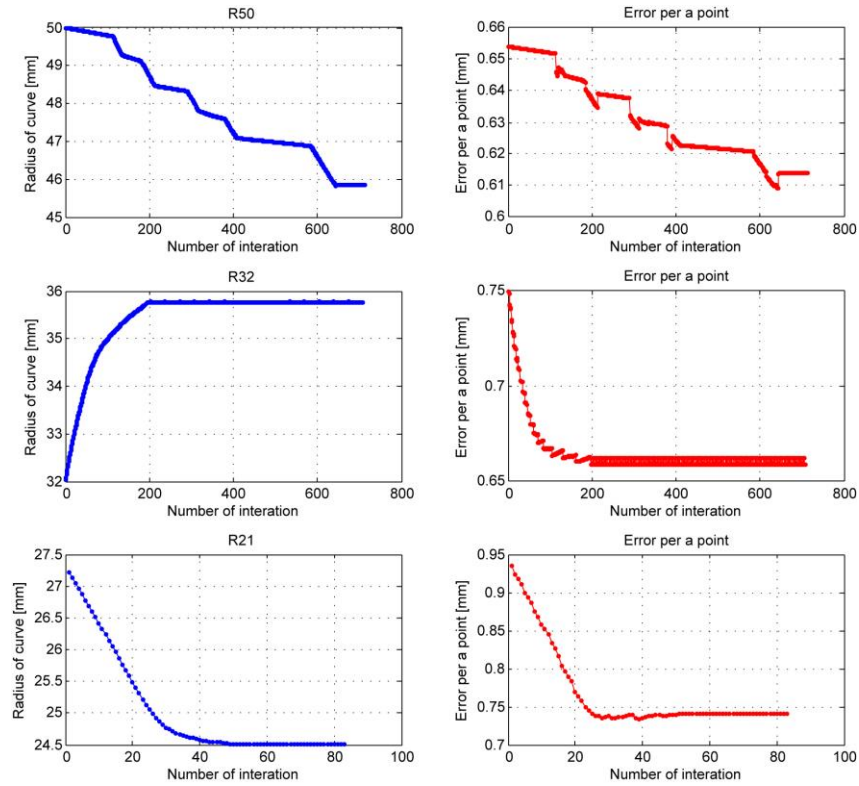 R50
Radius of curve [mm]
50
49
48
47
46
45
0 200 400 600 800
Number of interation
Error per a point
Error per a point [mm]
0.66
0.65
0.64
0.63
0.62
0.61
0.6
0 200 400 600 800
Number of interation
R32
Radius of curve [mm]
36
35
34
33
32
0 200 400 600 800
Number of interation
Error per a point
Error per a point [mm]
0.75
0.7
0.65
0 200 400 600 800
Number of interation
R21
Radius of curve [mm]
27.5
27
26.5
26
25.5
25
24.5
0 20 40 60 80 100
Number of interation
Error per a point
Error per a point [mm]
0.95
0.9
0.85
0.8
0.75
0.7
0 20 40 60 80 100
Number of interation